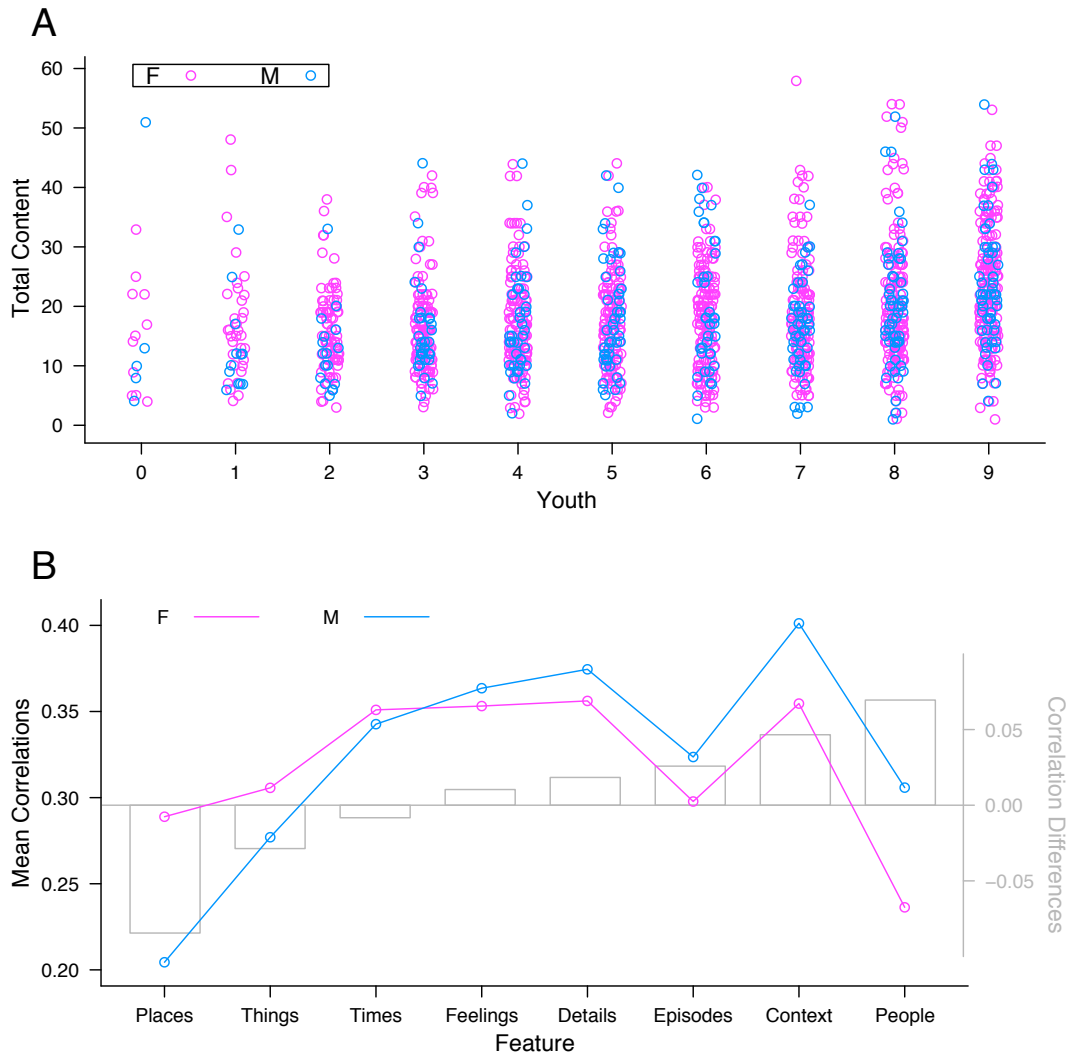 A
F M
60
50
40
30
20
10
0
Total Content
0 1 2 3 4 5 6 7 8 9
Youth
B
F M
0.40
0.35
0.30
0.25
0.20
Mean Correlations
0.05
0.00
−0.05
Correlation Differences
Places Things Times Feelings Details Episodes Context People
Feature